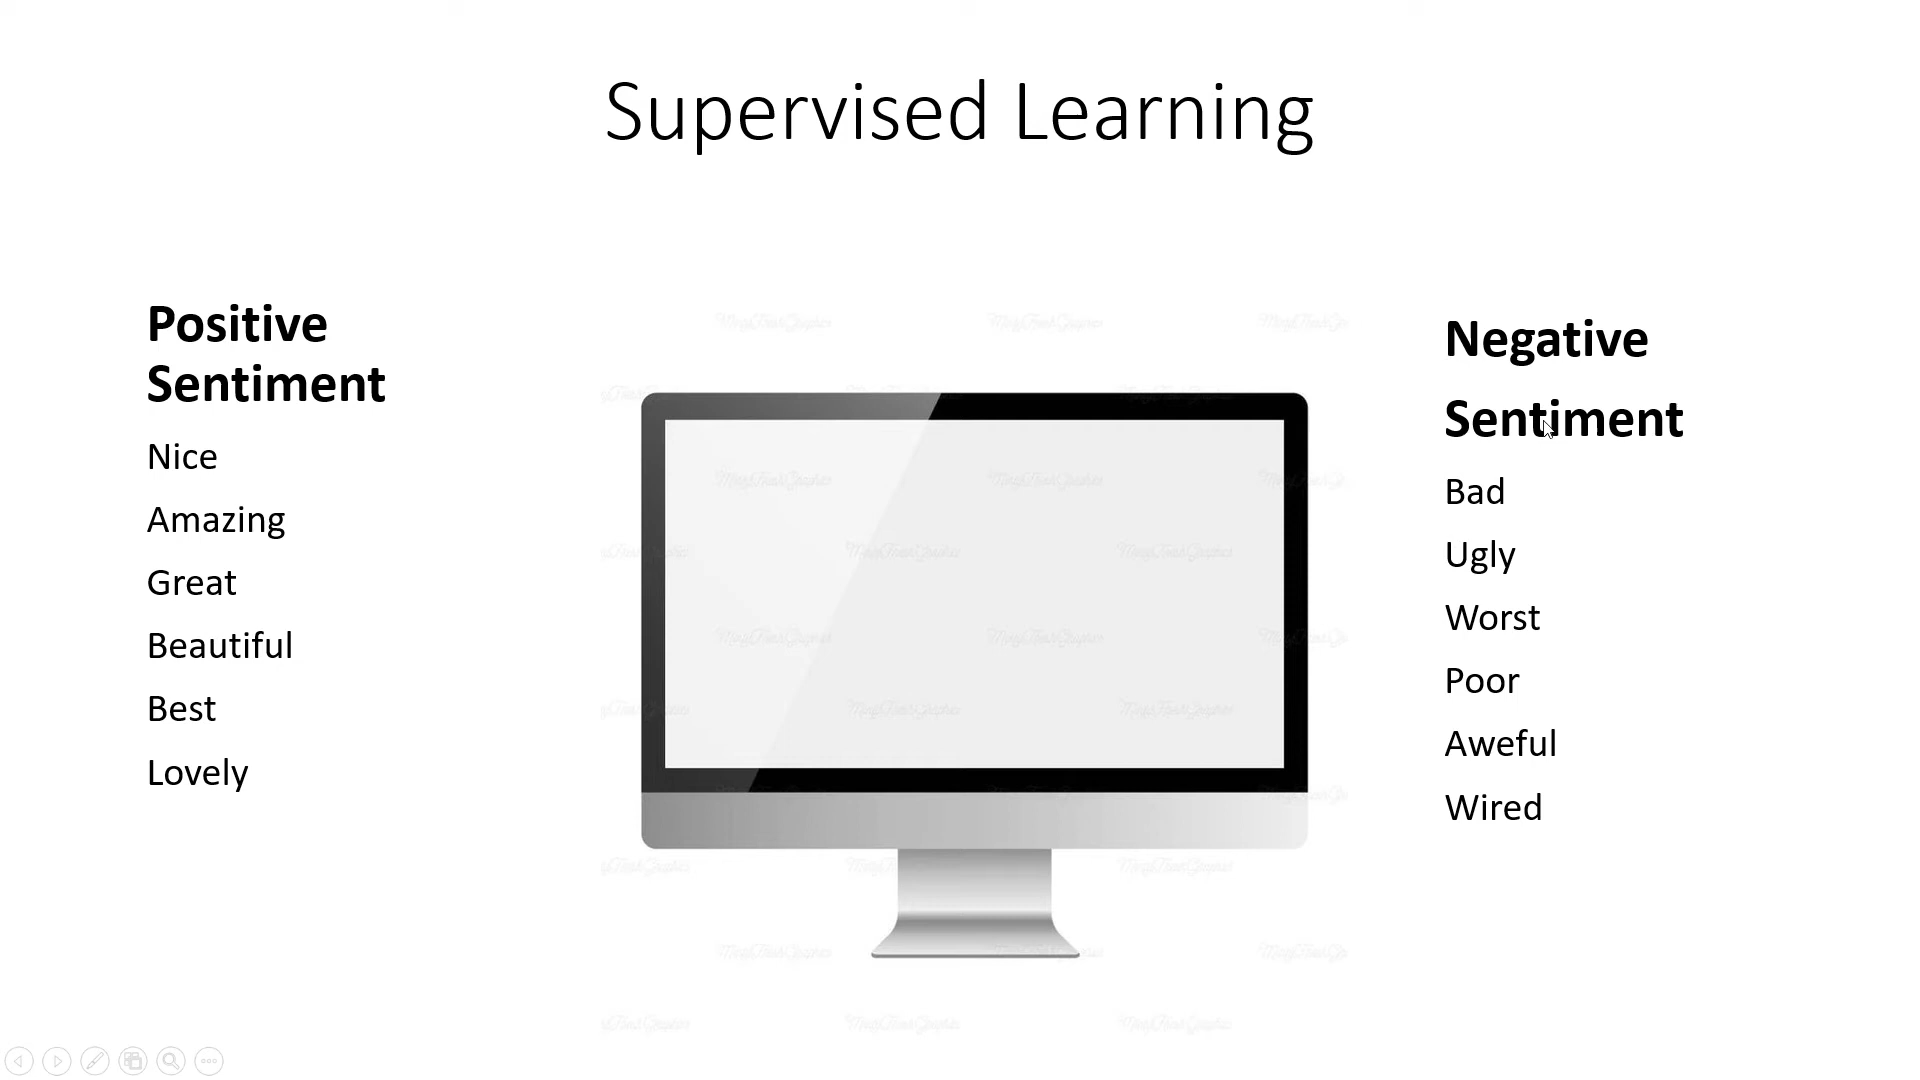 Supervised Learning
Positive
Sentiment
Nice
Amazing
Great
Beautiful
Best
Lovely
Negative
Sentiment
Bad
Ugly
Worst
Poor
Aweful
Wired